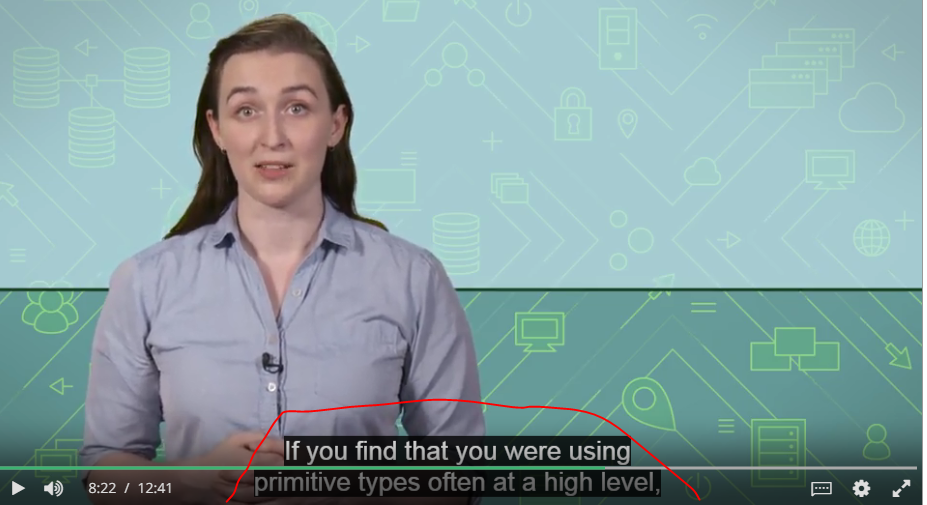 If you find that you were using
primitive types often at a high level,
8:22 / 12:41